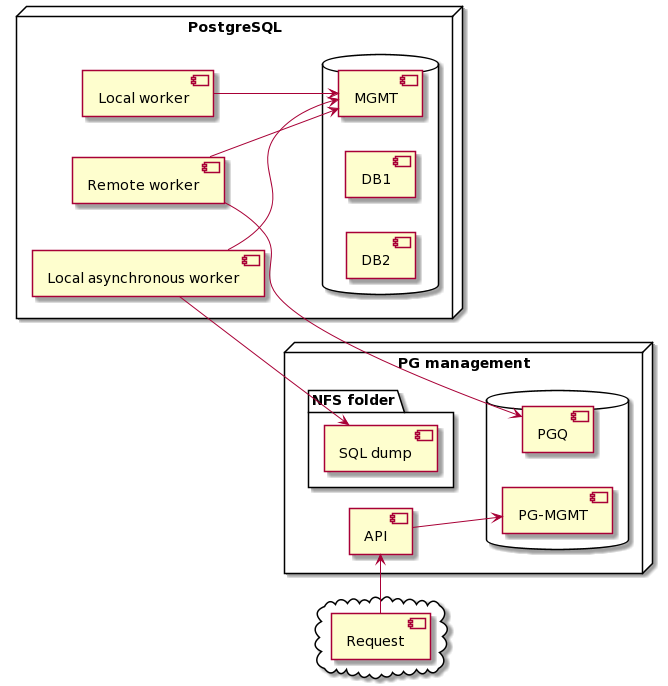 PostgreSQL
Local worker
MGMT
Remote worker
DB1
Local asynchronous worker
DB2
PG management
NFS folder
SQL dump
PGQ
API
PG-MGMT
Request